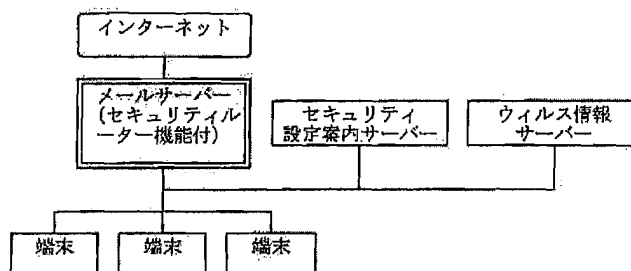 インターネット
メールサーバー
(セキュリティル
ーター機能付)
セキュリティ
設定案内サーバー
ウィルス情報
サーバー
端末
端末
端末